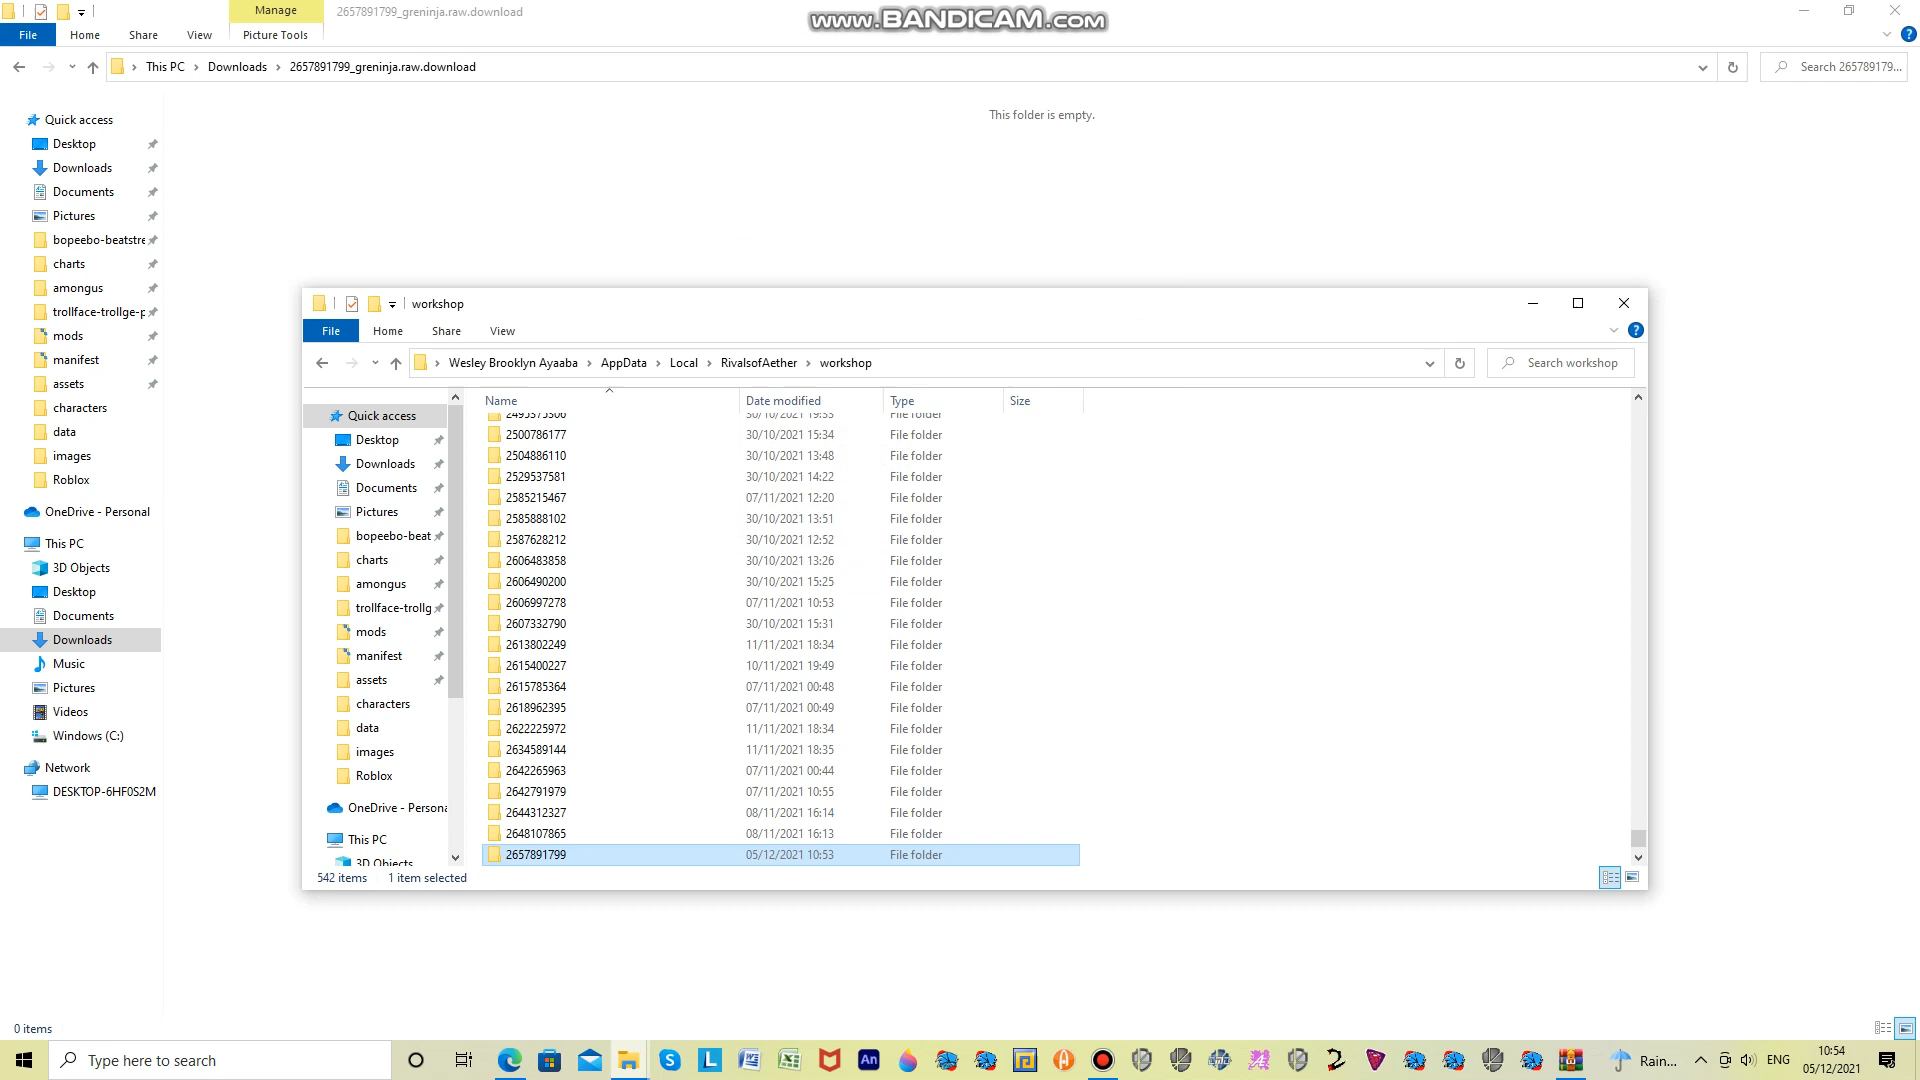 Manage
2657891799_greninja.raw.download
www.BANDICAM.com
File
Home
Share
View
Picture Tools
This PC
Downloads
2657891799_greninja.raw.download
Search 265789179...
This folder is empty.
Quick access
Desktop
Downloads
Documents
Pictures
bopeebo-beatstre
charts
amongus
trollface-trollge-p
mods
manifest
assets
characters
data
images
Roblox
OneDrive - Personal
This PC
3D Objects
Desktop
Documents
Downloads
Music
Pictures
Videos
Windows (C:)
Network
DESKTOP-6HF0S2M
0 items
workshop
File
Home
Share
View
Wesley Brooklyn Ayaaba
AppData
Local
RivalsofAether
workshop
Search workshop
Quick access
Desktop
Downloads
Documents
Pictures
bopeebo-beat
charts
amongus
trollface-trollg
mods
manifest
assets
characters
data
images
Roblox
OneDrive - Persona
This PC
3D Objects
Name Date modified Type Size
2495375306 30/10/2021 19:33 File folder
2500786177 30/10/2021 15:34 File folder
2504886110 30/10/2021 13:48 File folder
2529537581 30/10/2021 14:22 File folder
2585215467 07/11/2021 12:20 File folder
2585888102 30/10/2021 13:51 File folder
2587628212 30/10/2021 12:52 File folder
2606483858 30/10/2021 13:26 File folder
2606490200 30/10/2021 15:25 File folder
2606997278 07/11/2021 10:53 File folder
2607332790 30/10/2021 15:31 File folder
2613802249 11/11/2021 18:34 File folder
2615400227 10/11/2021 19:49 File folder
2615785364 07/11/2021 00:48 File folder
2618962395 07/11/2021 00:49 File folder
2622225972 11/11/2021 18:34 File folder
2634589144 11/11/2021 18:35 File folder
2642265963 07/11/2021 00:44 File folder
2642791979 07/11/2021 10:55 File folder
2644312327 08/11/2021 16:14 File folder
2648107865 08/11/2021 16:13 File folder
2657891799 05/12/2021 10:53 File folder
542 items 1 item selected
Type here to search
Rain...
ENG
10:54
05/12/2021